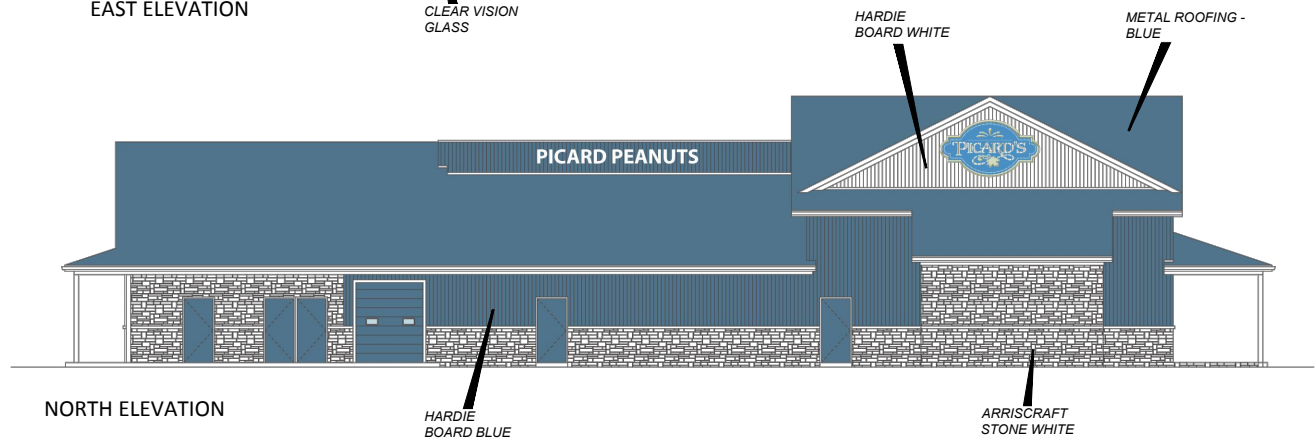 EAST ELEVATION
CLEAR VISION
GLASS
HARDIE
BOARD WHITE
METAL ROOFING -
BLUE
PICARD PEANUTS
PICARD'S
NORTH ELEVATION
HARDIE
BOARD BLUE
ARRISCRAFT
STONE WHITE